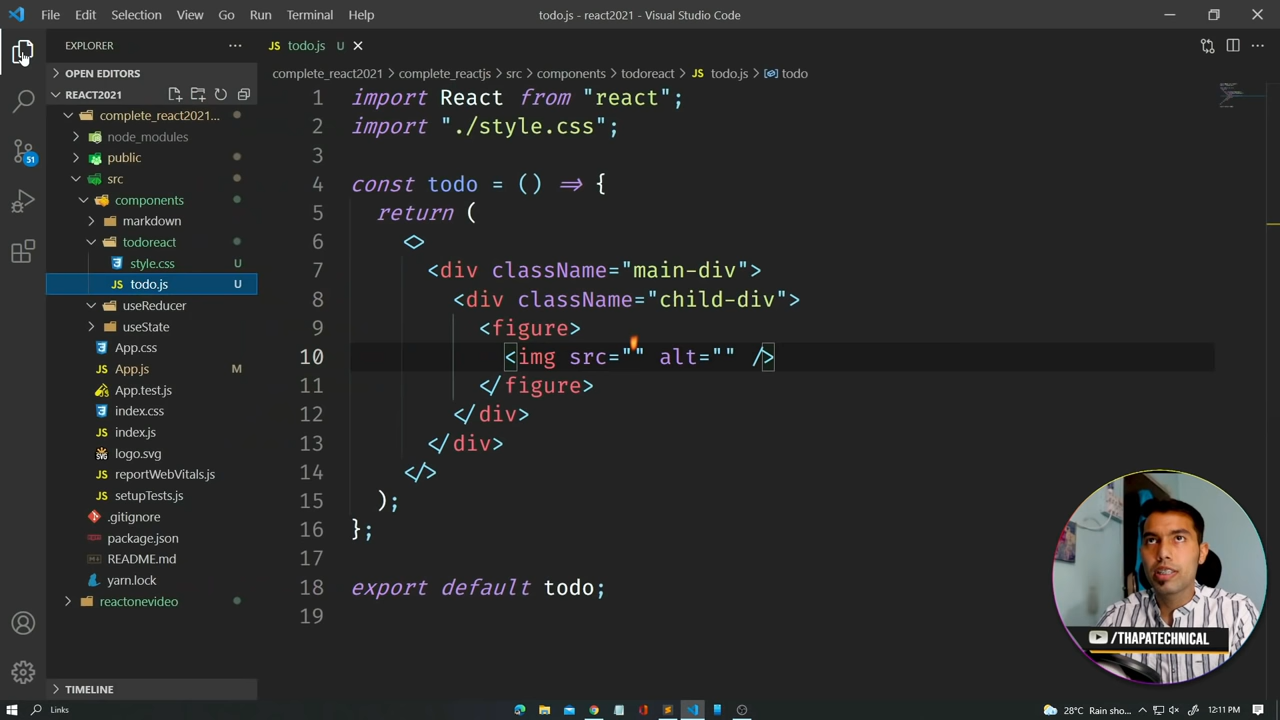 File Edit Selection View Go Run Terminal Help
todo.js - react2021 - Visual Studio Code
EXPLORER
OPEN EDITORS
REACT2021
complete_react2021...
node_modules
public
src
components
markdown
todoreact
style.css U
todo.js U
useReducer
useState
App.css
App.js M
App.test.js
index.css
index.js
logo.svg
reportWebVitals.js
setupTests.js
.gitignore
package.json
README.md
yarn.lock
reactonevideo
TIMELINE
51
JS todo.js U
complete_react2021 > complete_reactjs > src > components > todoreact > JS todo.js > todo
1 import React from "react";
2 import "./style.css";
3
4 const todo = () => {
5 return (
6 <>
7 <div className="main-div">
8 <div className="child-div">
9 <figure>
10 <img src="" alt="" />
11 </figure>
12 </div>
13 </div>
14 </>
15 );
16 };
17
18 export default todo;
19
/THAPATECHNICAL
Links
28°C Rain sho...
12:11 PM